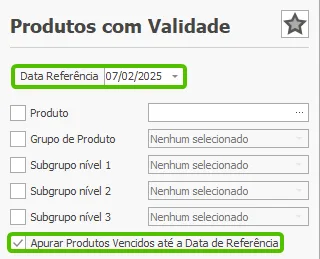 Produtos com Validade
Data Referência 07/02/2025
Produto ...
Grupo de Produto Nenhum selecionado
Subgrupo nível 1 Nenhum selecionado
Subgrupo nível 2 Nenhum selecionado
Subgrupo nível 3 Nenhum selecionado
Apurar Produtos Vencidos até a Data de Referência